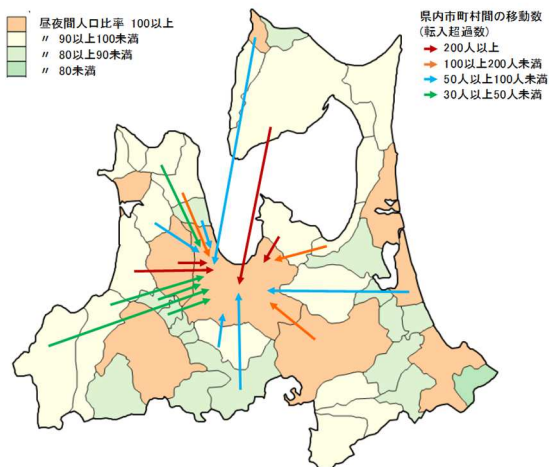 昼夜間人口比率 100以上
〃 90以上100未満
〃 80以上90未満
〃 80未満
県内市町村間の移動数
(転入超過数)
200人以上
100以上200人未満
50人以上100人未満
30人以上50人未満